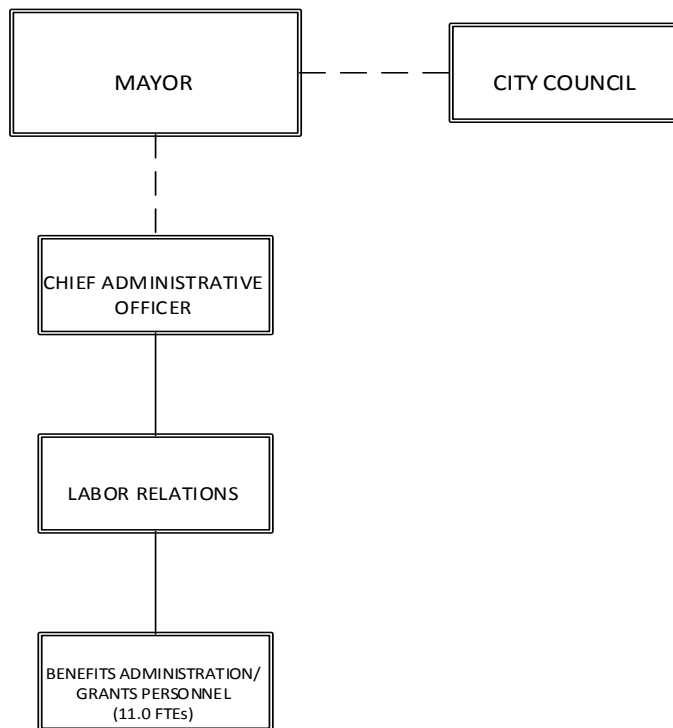 MAYOR
CITY COUNCIL
CHIEF ADMINISTRATIVE
OFFICER
LABOR RELATIONS
BENEFITS ADMINISTRATION/
GRANTS PERSONNEL
(11.0 FTEs)